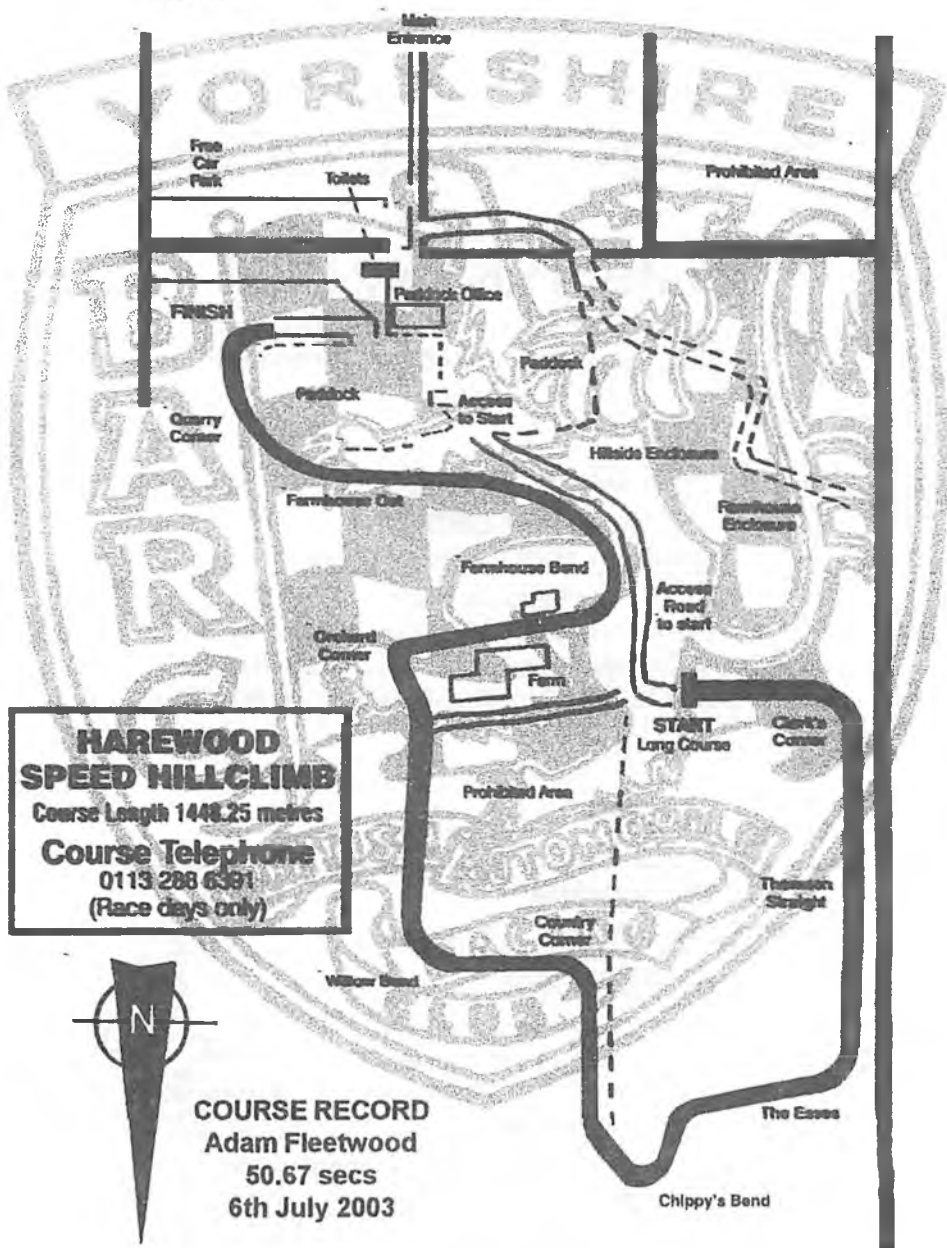 Main
Entrance
YORKSHIRE
Free
Car
Park
Toilets
Prohibited Area
FINISH
Paddock Office
Paddock
Paddock
Access
to Start
Quarry
Corner
Hillside Enclosure
Farmhouse Out
Farmhouse
Enclosure
Farmhouse Bend
Access
Road
to start
Orchard
Corner
Farm
START
Long Course
Clark's
Corner
BARC
HAREWOOD
SPEED HILLCLIMB
Course Length 1448.25 metres
Course Telephone
0113 288 6391
(Race days only)
Prohibited Area
Thomson
Straight
Country
Corner
Willow Bend
N
The Esses
Chippy's Bend
COURSE RECORD
Adam Fleetwood
50.67 secs
6th July 2003